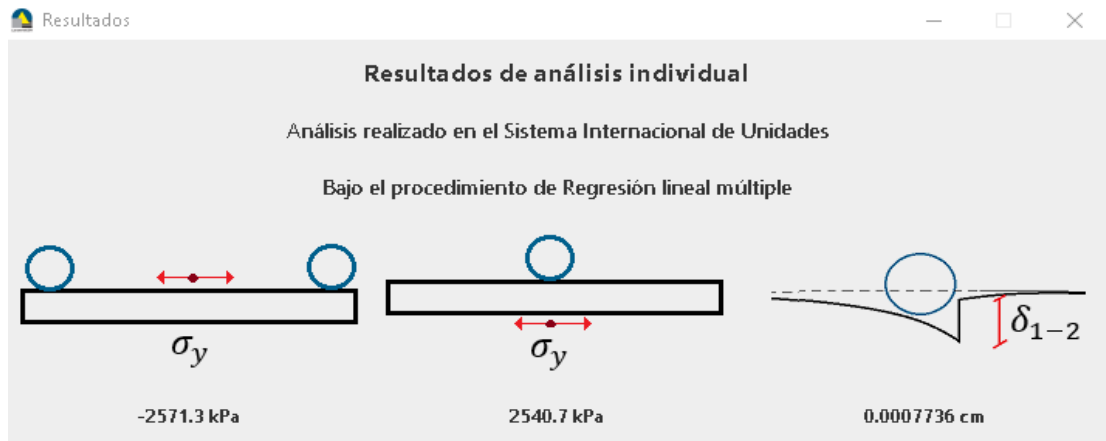 Resultados
Resultados de análisis individual
Análisis realizado en el Sistema Internacional de Unidades
Bajo el procedimiento de Regresión lineal múltiple
σy
σy
δ1−2
-2571.3 kPa
2540.7 kPa
0.0007736 cm